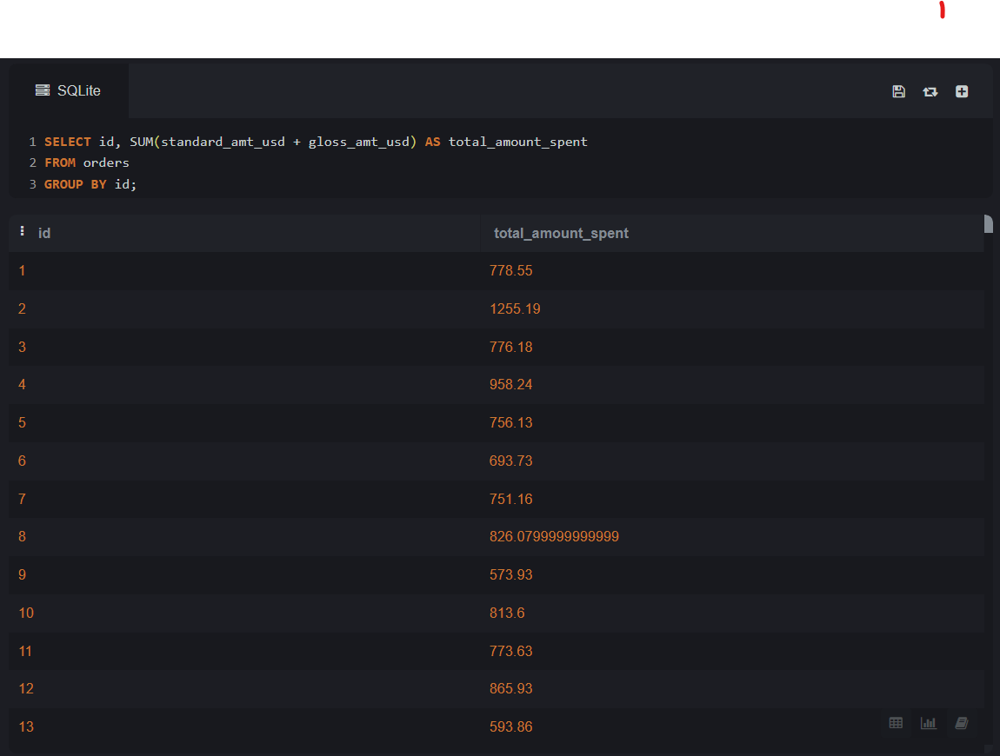 SQLite
1 SELECT id, SUM(standard_amt_usd + gloss_amt_usd) AS total_amount_spent
2 FROM orders
3 GROUP BY id;
id total_amount_spent
1 778.55
2 1255.19
3 776.18
4 958.24
5 756.13
6 693.73
7 751.16
8 826.0799999999999
9 573.93
10 813.6
11 773.63
12 865.93
13 593.86